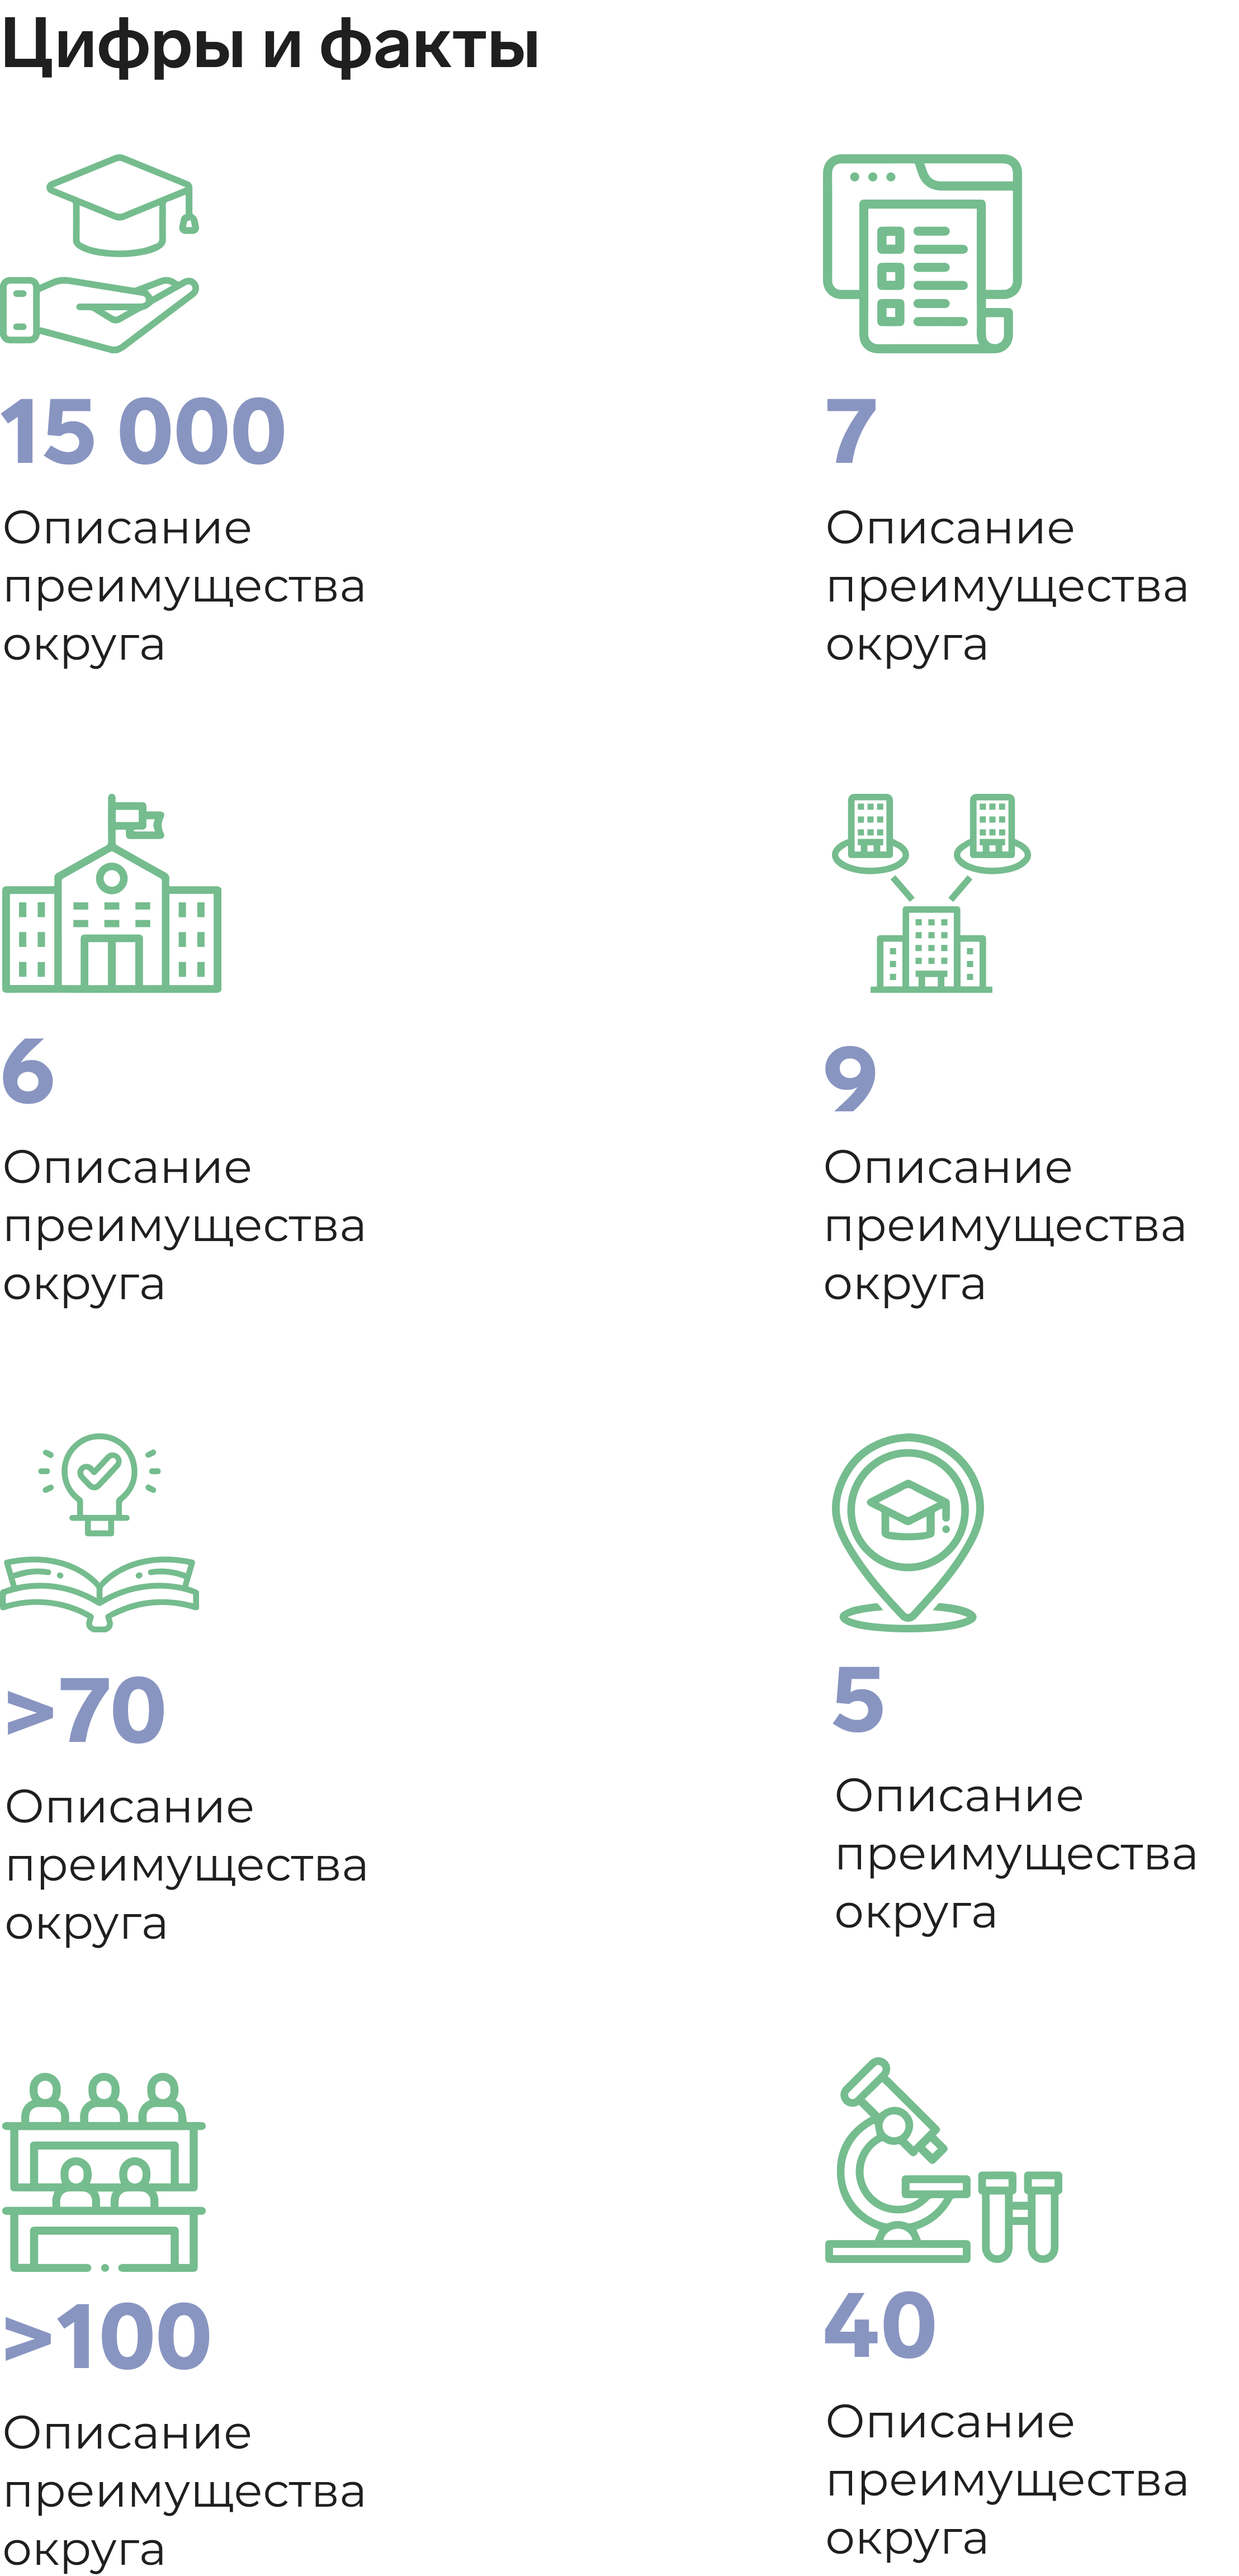 Цифры и факты
15 000
Описание
преимущества
округа
7
Описание
преимущества
округа
6
Описание
преимущества
округа
9
Описание
преимущества
округа
>70
Описание
преимущества
округа
5
Описание
преимущества
округа
>100
Описание
преимущества
округа
40
Описание
преимущества
округа